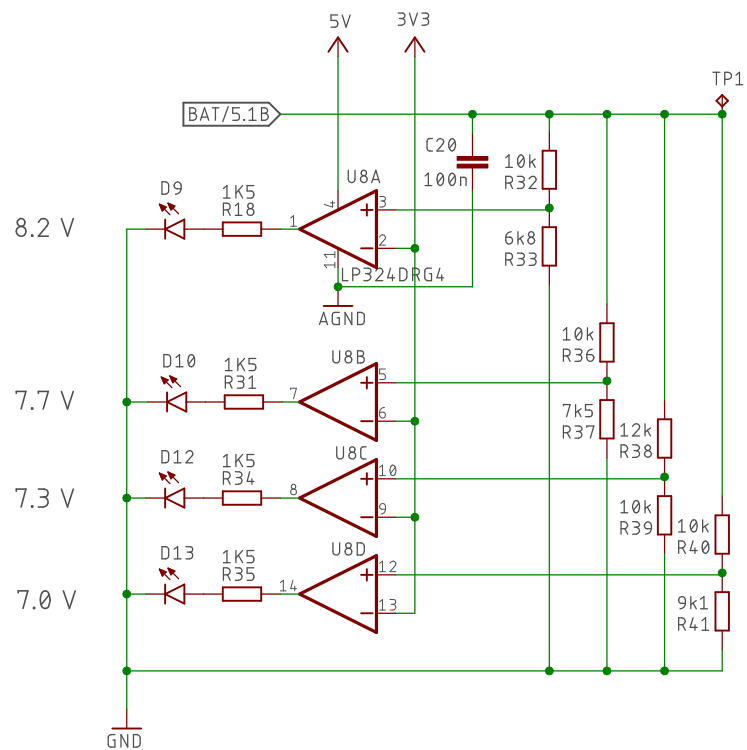 5V
3V3
TP1
BAT/5.1B
C20
100n
10k
R32
D9
1K5
R18
U8A
4
3
1
2
11
8.2 V
6k8
R33
LP324DRG4
AGND
10k
R36
D10
1K5
R31
U8B
5
7
6
7.7 V
7k5
R37
12k
R38
D12
1K5
R34
U8C
10
8
9
7.3 V
10k
R39
10k
R40
D13
1K5
R35
U8D
12
14
13
7.0 V
9k1
R41
GND